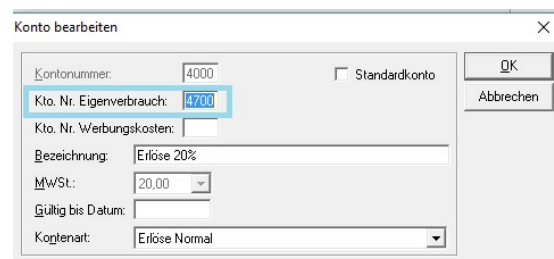 Konto bearbeiten
Kontonummer: 4000 Standardkonto OK
Kto. Nr. Eigenverbrauch: 4700 Abbrechen
Kto. Nr. Werbungskosten:
Bezeichnung: Erlöse 20%
MWSt.: 20,00
Gültig bis Datum:
Kontenart: Erlöse Normal